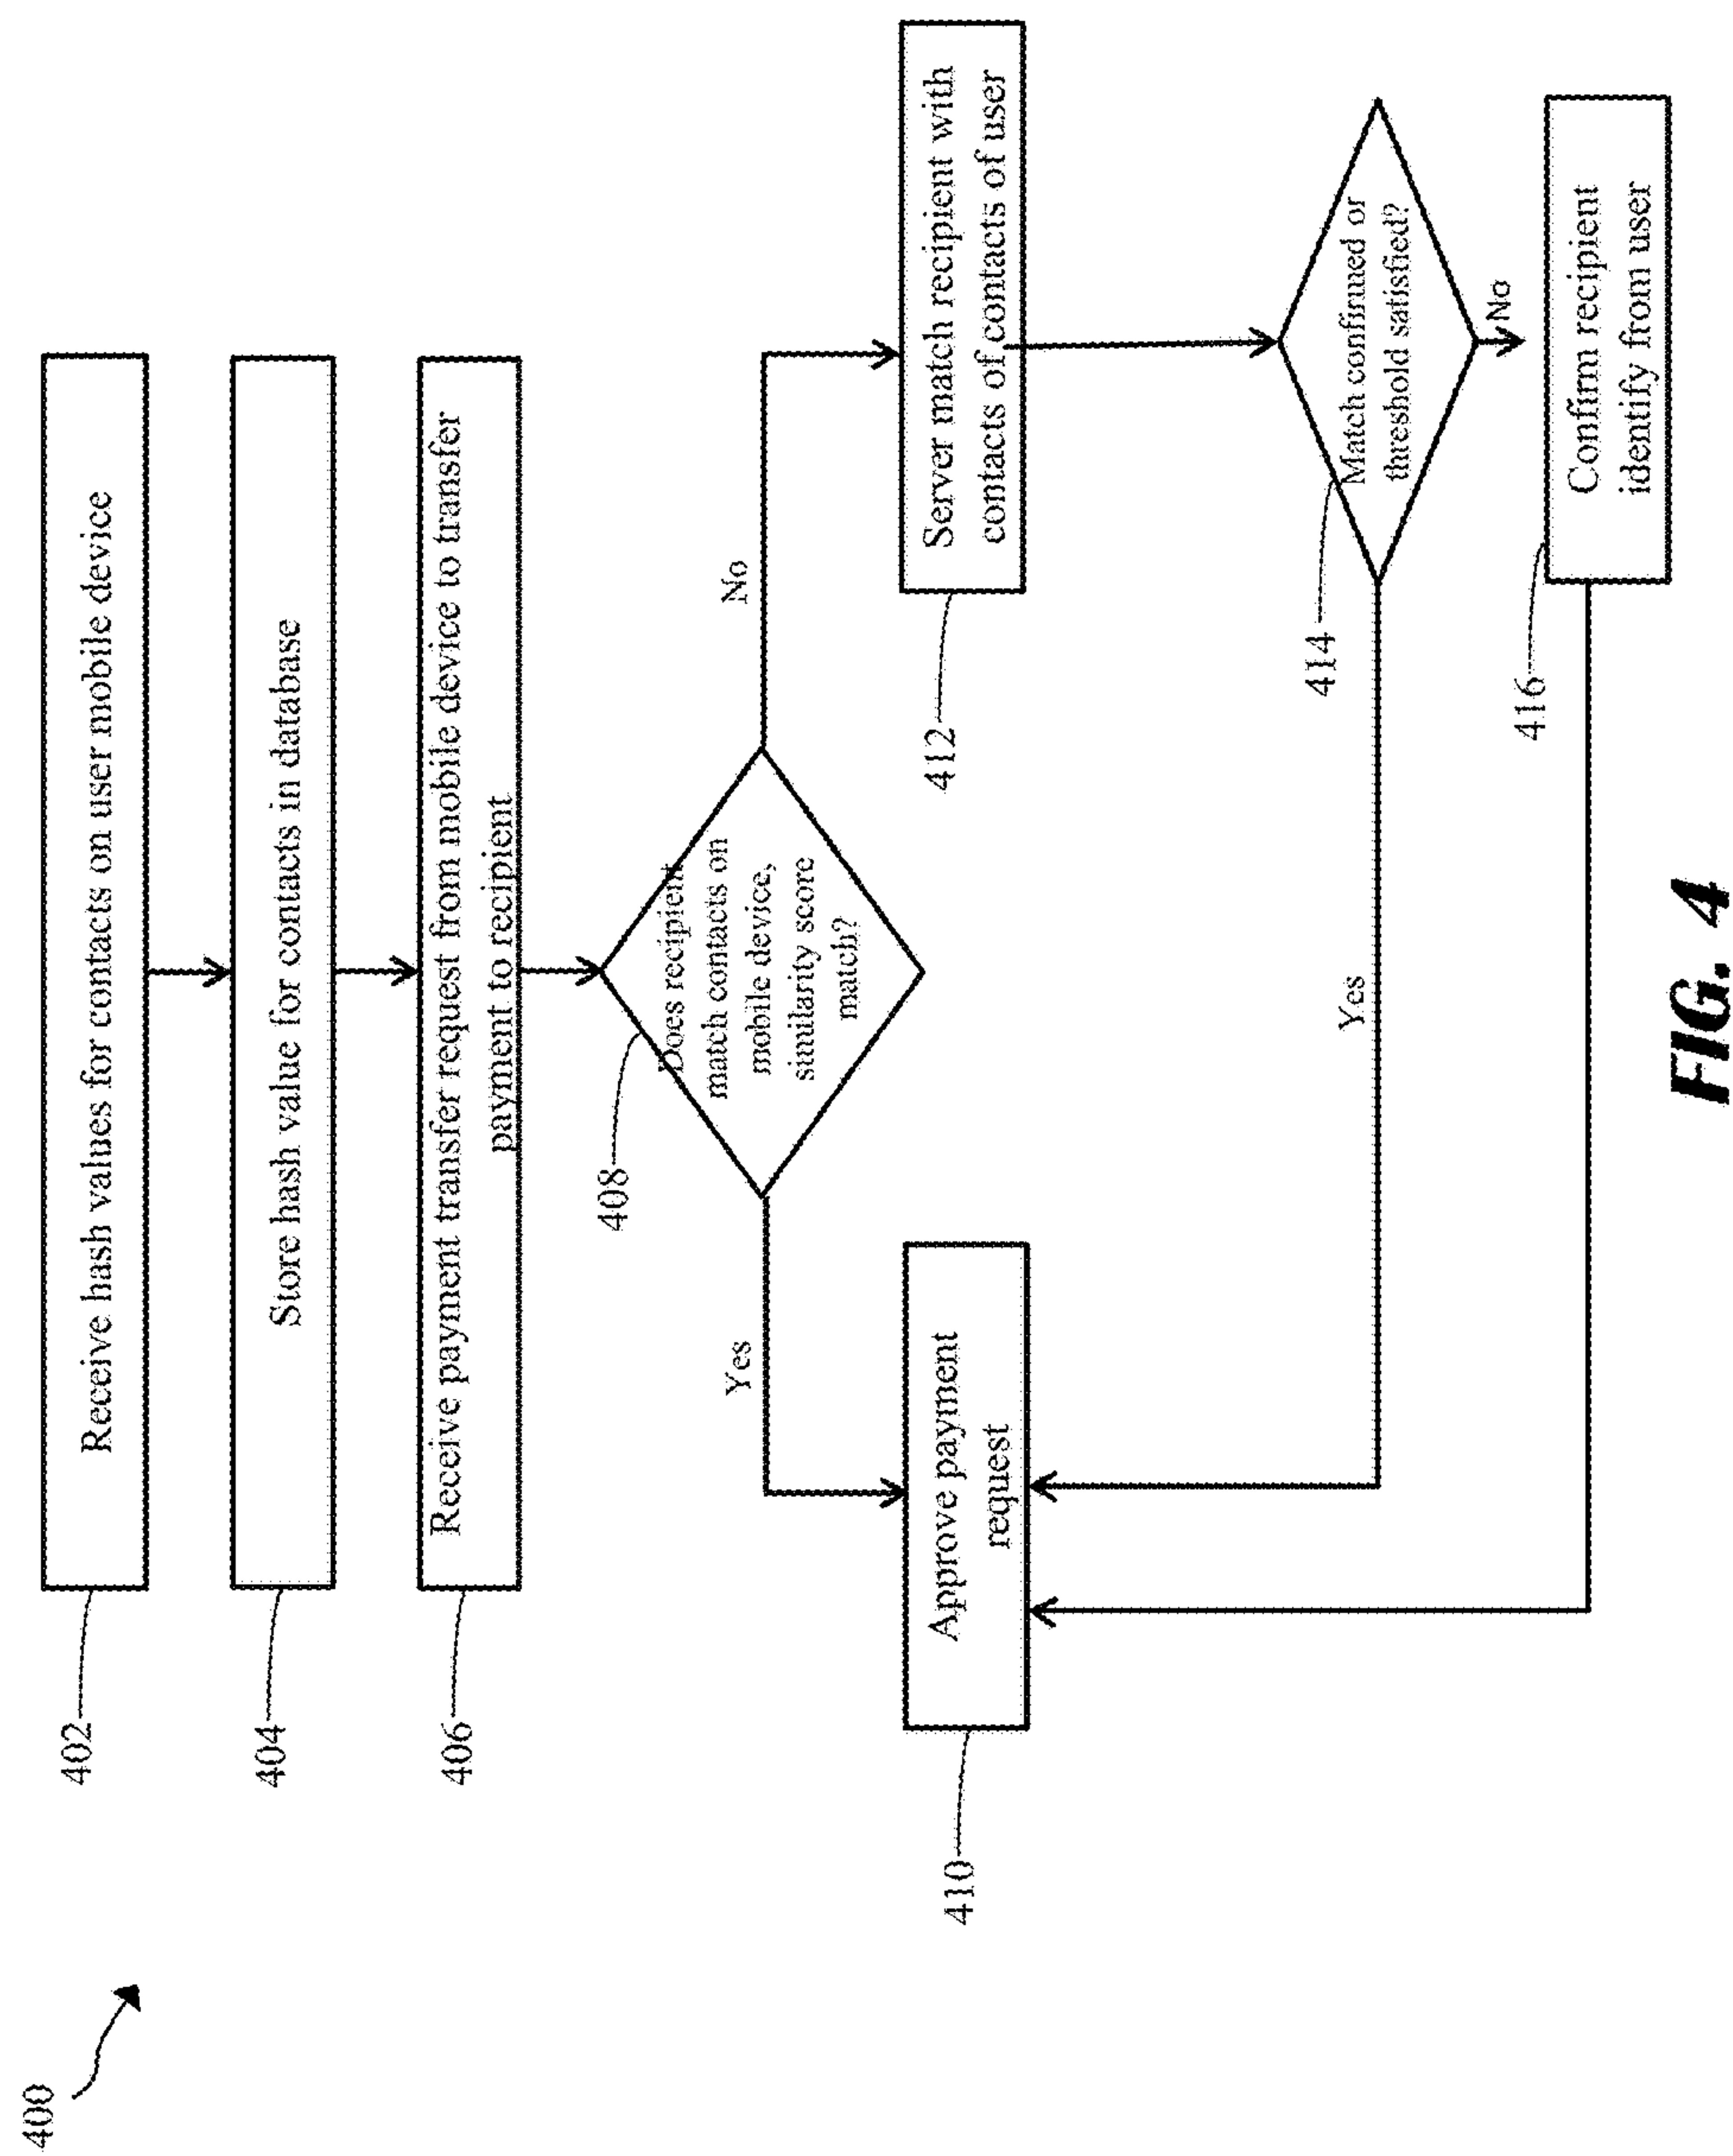 400
402
Receive hash values for contacts on user mobile device
404
Store hash value for contacts in database
406
Receive payment transfer request from mobile device to transfer
payment to recipient
408
Does recipient
match contacts on
mobile device,
similarity score
match?
Yes
No
410
Approve payment
request
412
Server match recipient with
contacts of contacts of user
414
Match confinued or
threshold satisfied?
Yes
No
416
Confirm recipient
identify from user
FIG. 4